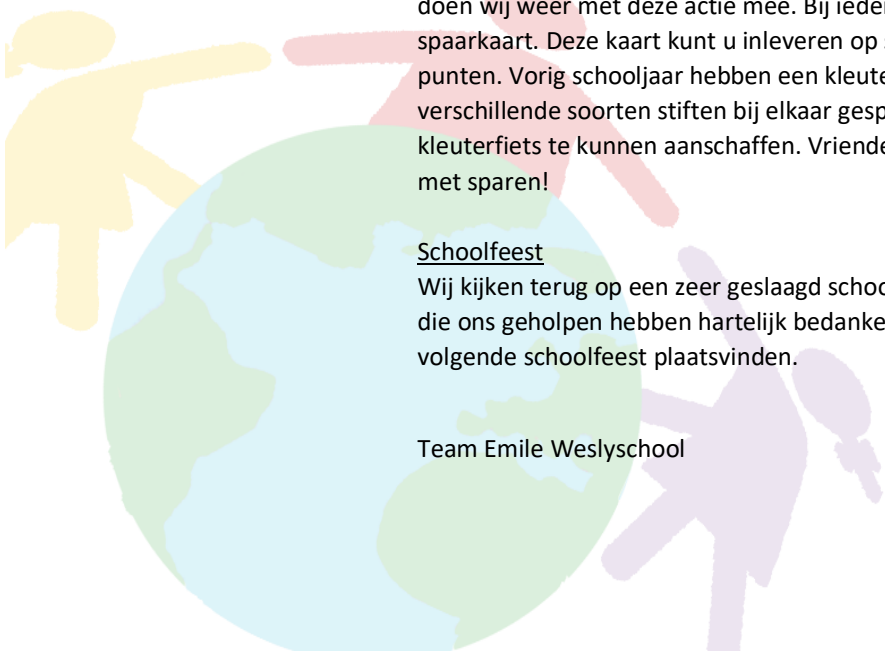 doen wij weer met deze actie mee. Bij ieder
spaarkaart. Deze kaart kunt u inleveren op
punten. Vorig schooljaar hebben een kleute
verschillende soorten stiften bij elkaar gesp
kleuterfiets te kunnen aanschaffen. Vriende
met sparen!
Schoolfeest
Wij kijken terug op een zeer geslaagd schoo
die ons geholpen hebben hartelijk bedanke
volgende schoolfeest plaatsvinden.
Team Emile Weslyschool